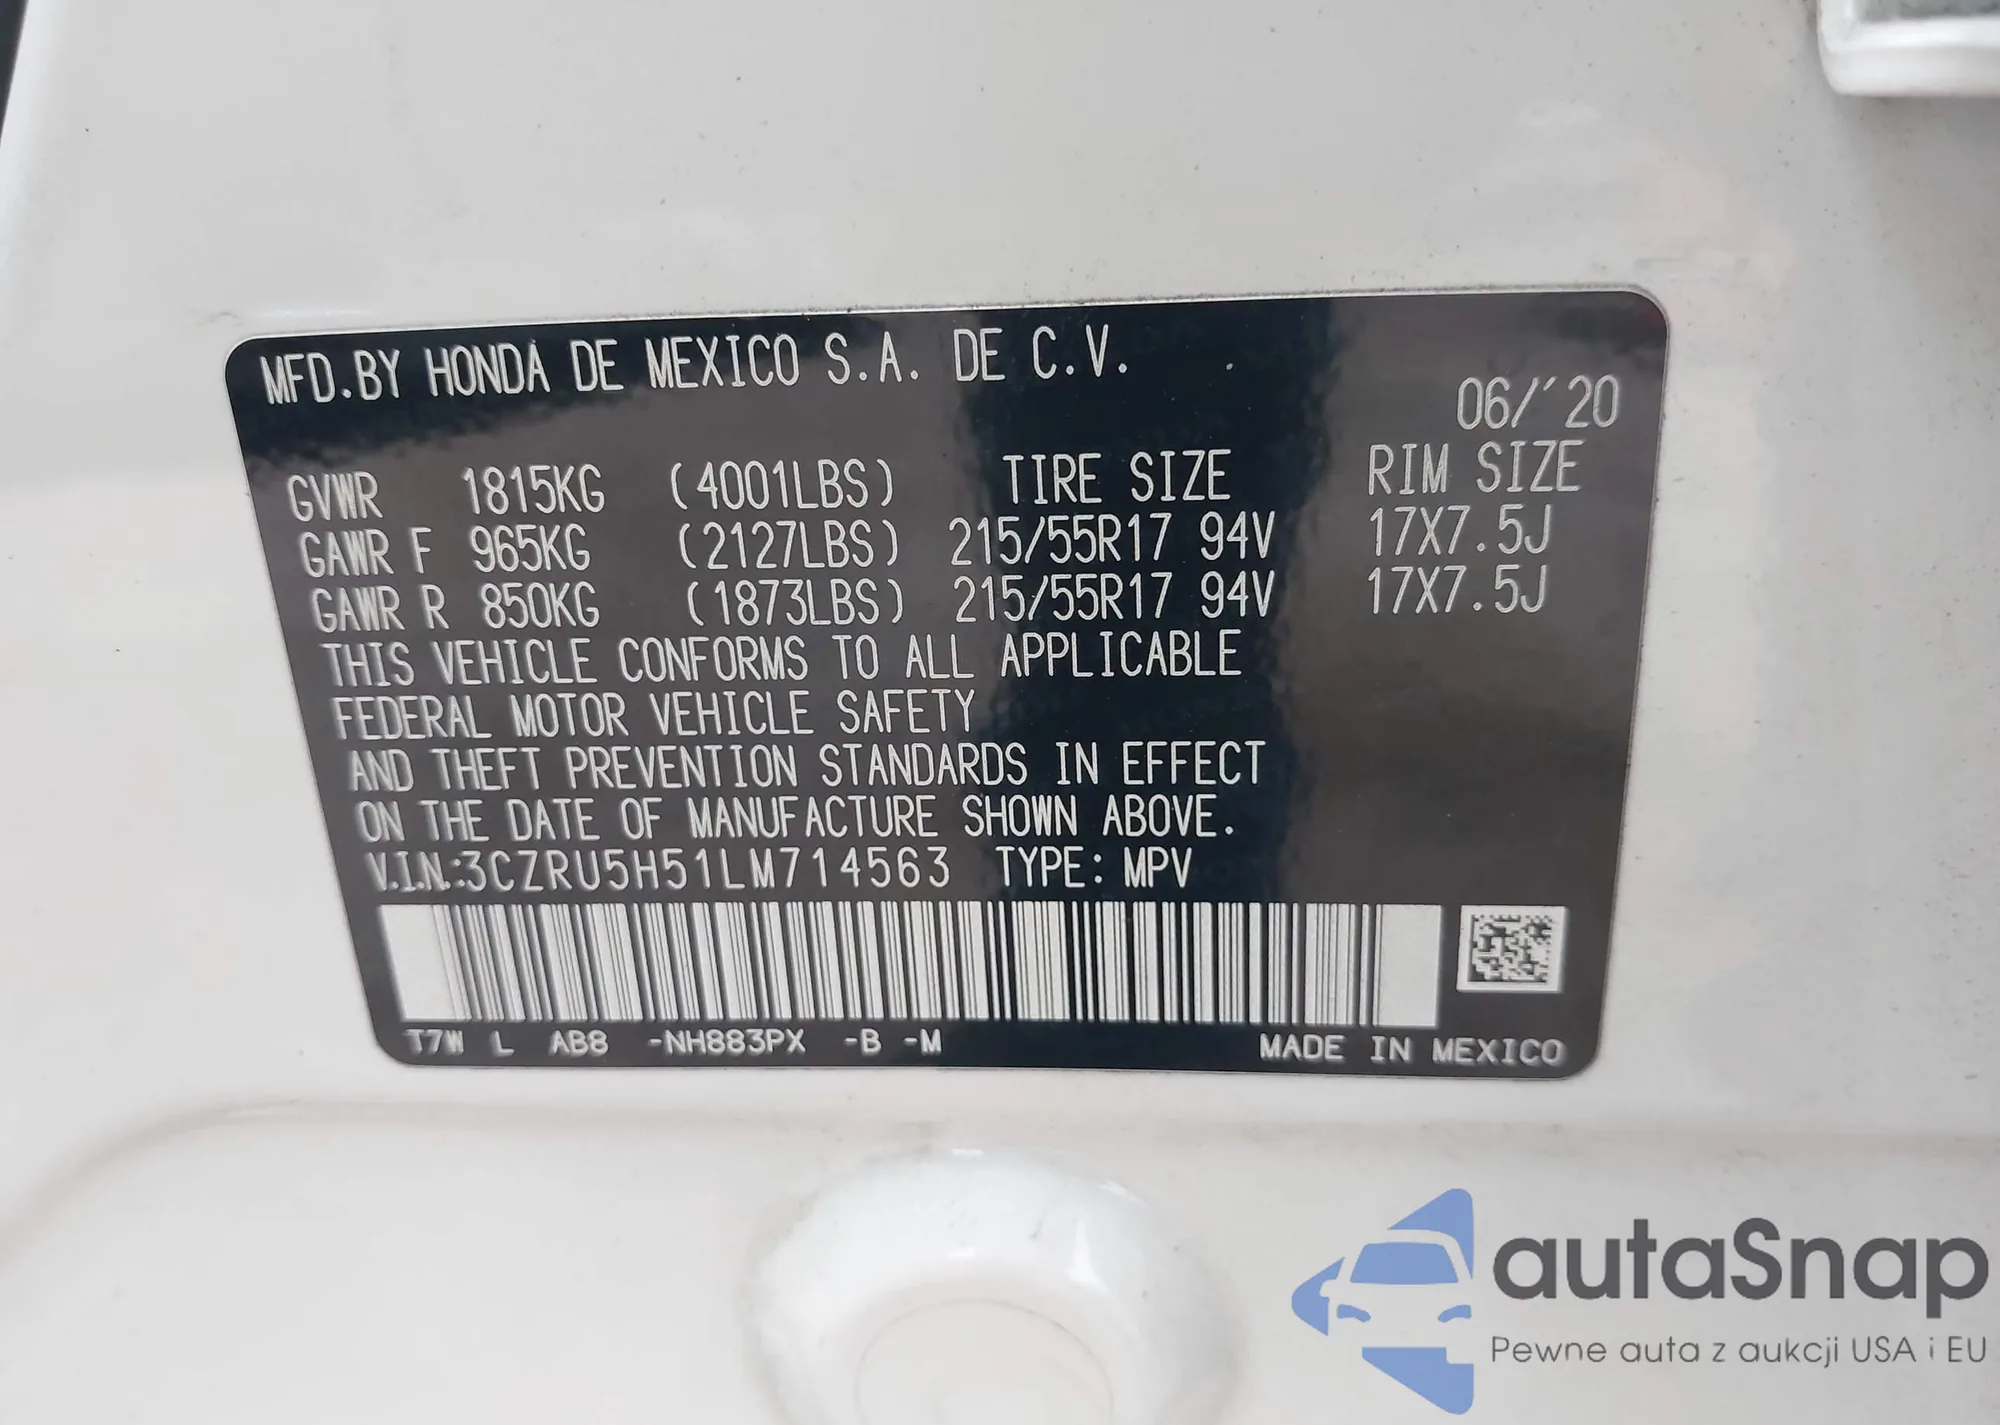 MFD.BY HONDA DE MEXICO S.A. DE C.V.
06/´20
GVWR 1815KG (4001LBS) TIRE SIZE RIM SIZE
GAWR F 965KG (2127LBS) 215/55R17 94V 17X7.5J
GAWR R 850KG (1873LBS) 215/55R17 94V 17X7.5J
THIS VEHICLE CONFORMS TO ALL APPLICABLE
FEDERAL MOTOR VEHICLE SAFETY
AND THEFT PREVENTION STANDARDS IN EFFECT
ON THE DATE OF MANUFACTURE SHOWN ABOVE.
V.I.N.:3CZRU5H51LM714563 TYPE: MPV
T7W L AB8 -NH883PX -B -M MADE IN MEXICO
autaSnap
Pewne auta z aukcji USA i EU